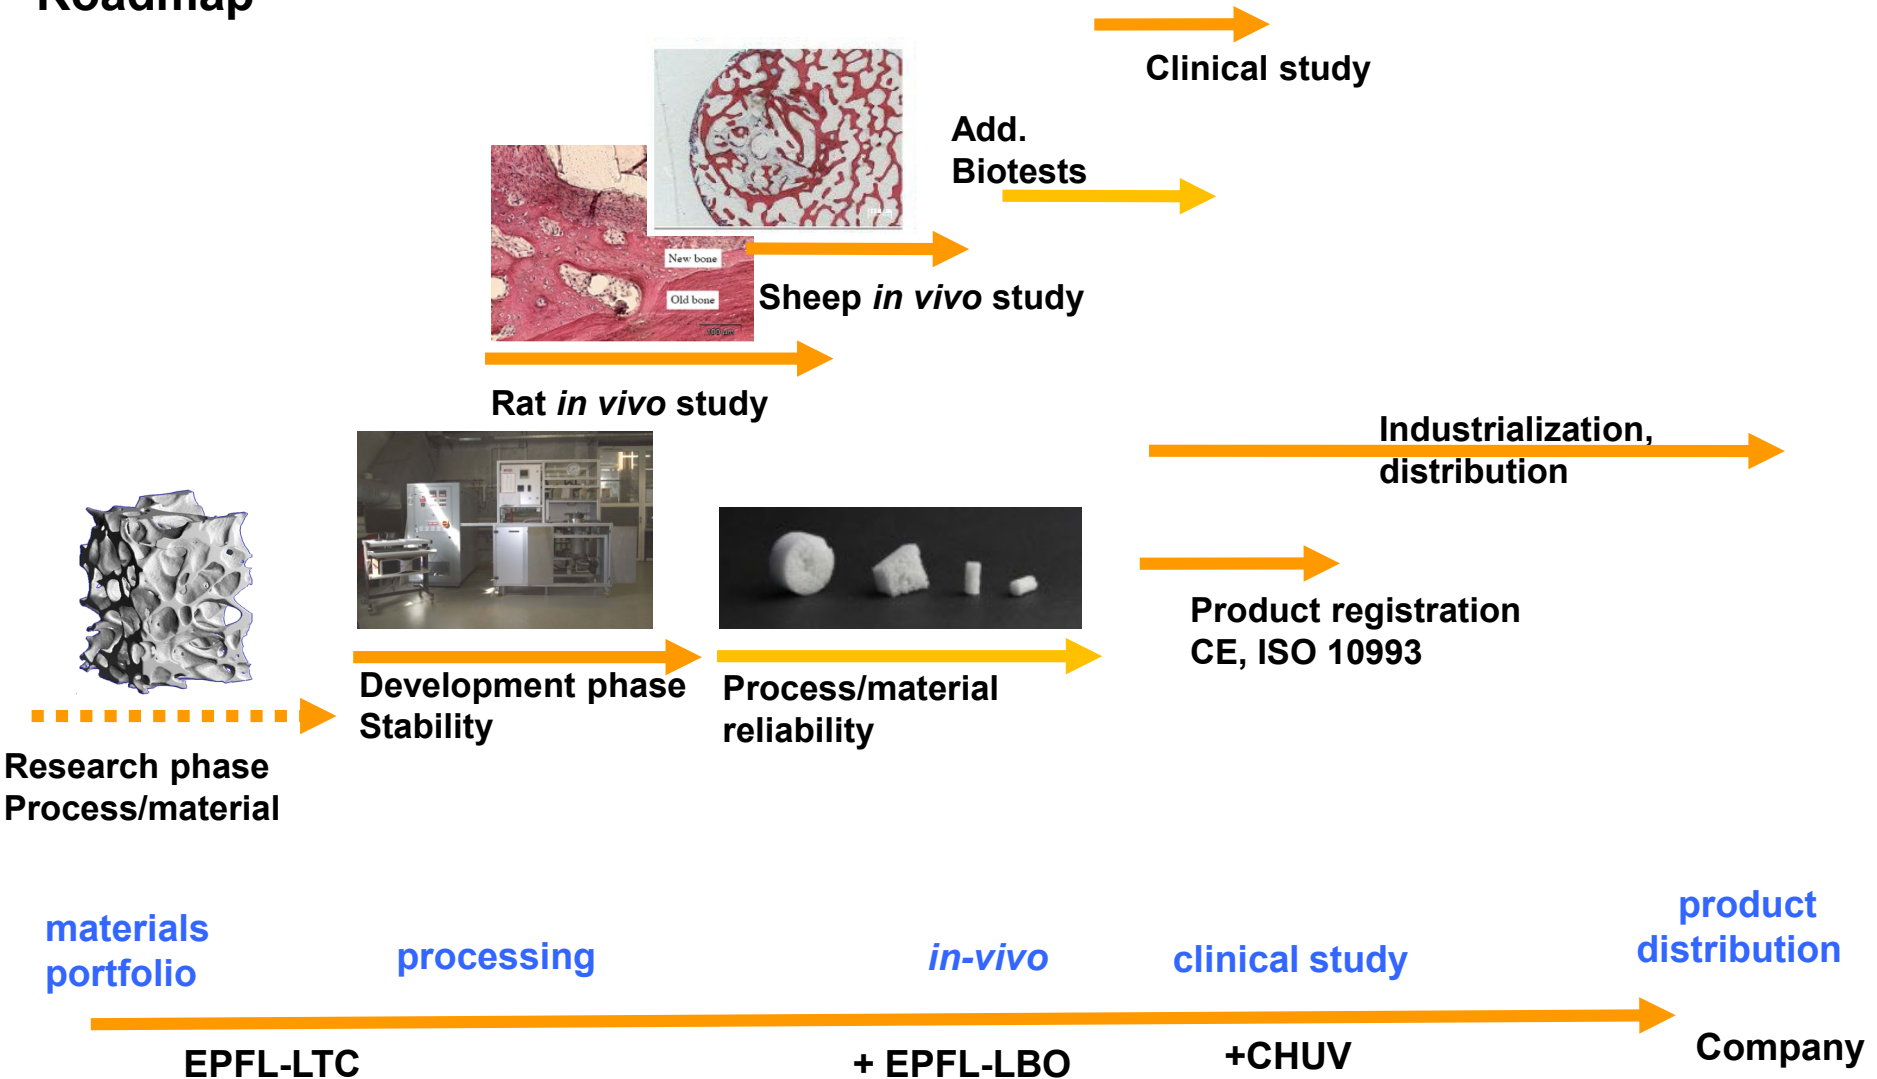 Roadmap
Clinical study
Add.
Biotests
New bone
Old bone
Sheep in vivo study
Rat in vivo study
Industrialization,
distribution
Product registration
CE, ISO 10993
Development phase
Stability
Process/material
reliability
Research phase
Process/material
materials
portfolio
processing
in-vivo
clinical study
product
distribution
EPFL-LTC
+ EPFL-LBO
+CHUV
Company